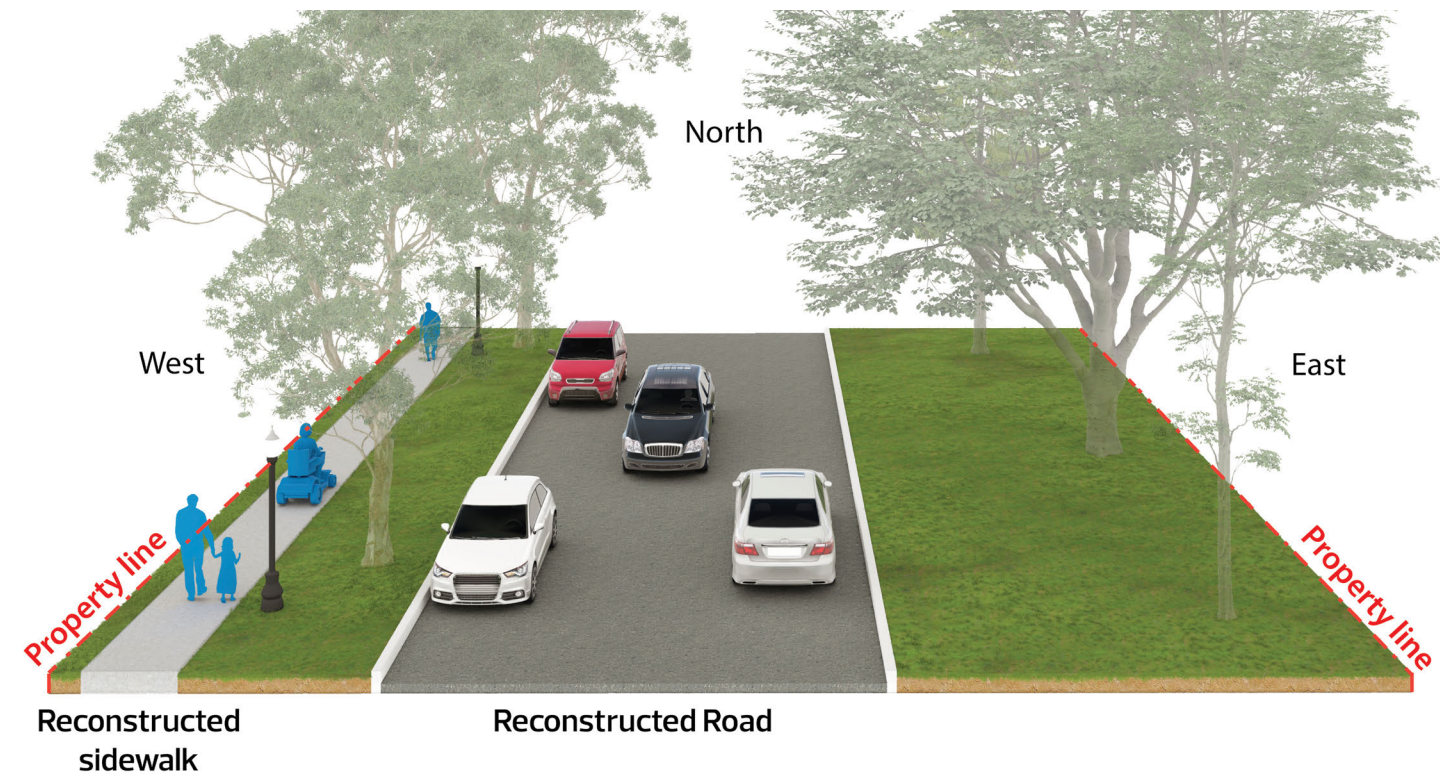 North
West
East
Property line
Property line
Reconstructed
sidewalk
Reconstructed Road